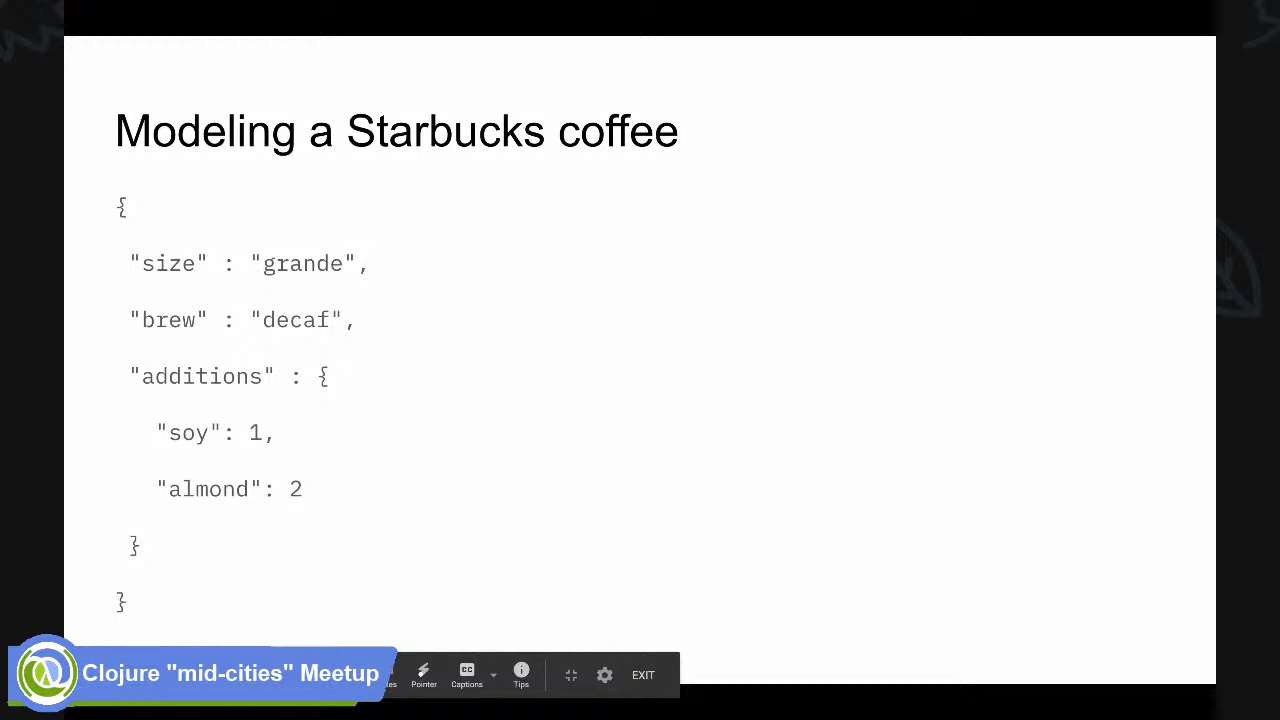 Modeling a Starbucks coffee
{
"size" : "grande",
"brew" : "decaf",
"additions" : {
"soy": 1,
"almond": 2
}
}
Clojure "mid-cities" Meetup
Pointer
Captions
Tips
EXIT